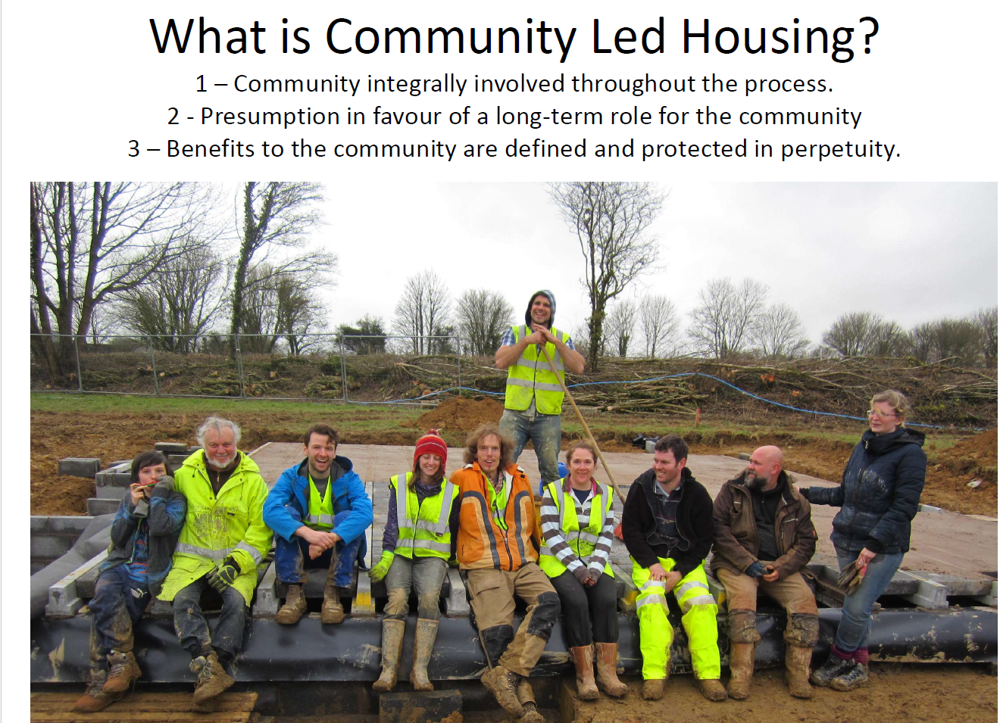 What is Community Led Housing?
1 – Community integrally involved throughout the process.
2 - Presumption in favour of a long-term role for the community
3 – Benefits to the community are defined and protected in perpetuity.